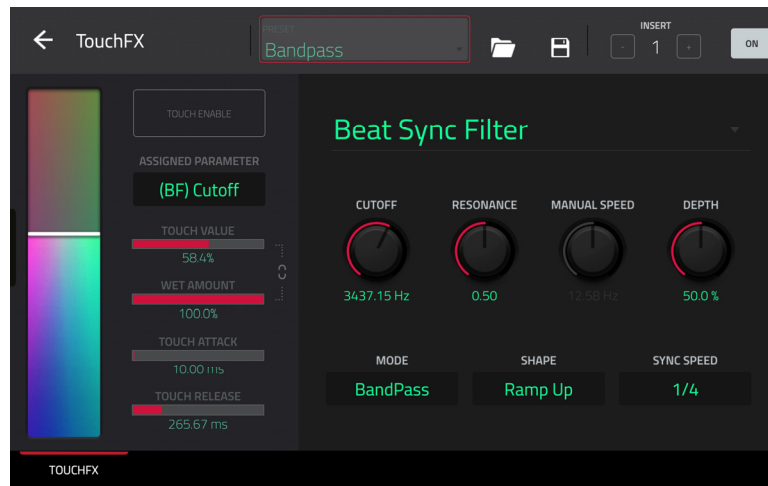 TouchFX
PRESET
Bandpass
INSERT
- 1 +
ON
TOUCH ENABLE
ASSIGNED PARAMETER
(BF) Cutoff
TOUCH VALUE
58.4%
WET AMOUNT
100.0%
TOUCH ATTACK
10.00 ms
TOUCH RELEASE
265.67 ms
Beat Sync Filter
CUTOFF RESONANCE MANUAL SPEED DEPTH
3437.15 Hz 0.50 12.58 Hz 50.0 %
MODE SHAPE SYNC SPEED
BandPass Ramp Up 1/4
TOUCHFX